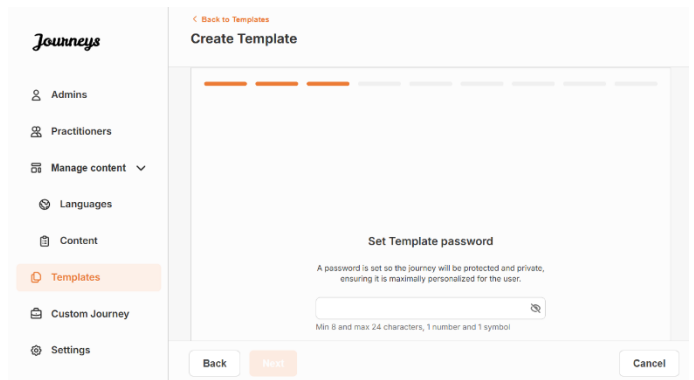 Journeys
Admins
Practitioners
Manage content
Languages
Content
Templates
Custom Journey
Settings
Back to Templates
Create Template
Set Template password
A password is set so the journey will be protected and private,
ensuring it is maximally personalized for the user.
Min 8 and max 24 characters, 1 number and 1 symbol
Back
Next
Cancel